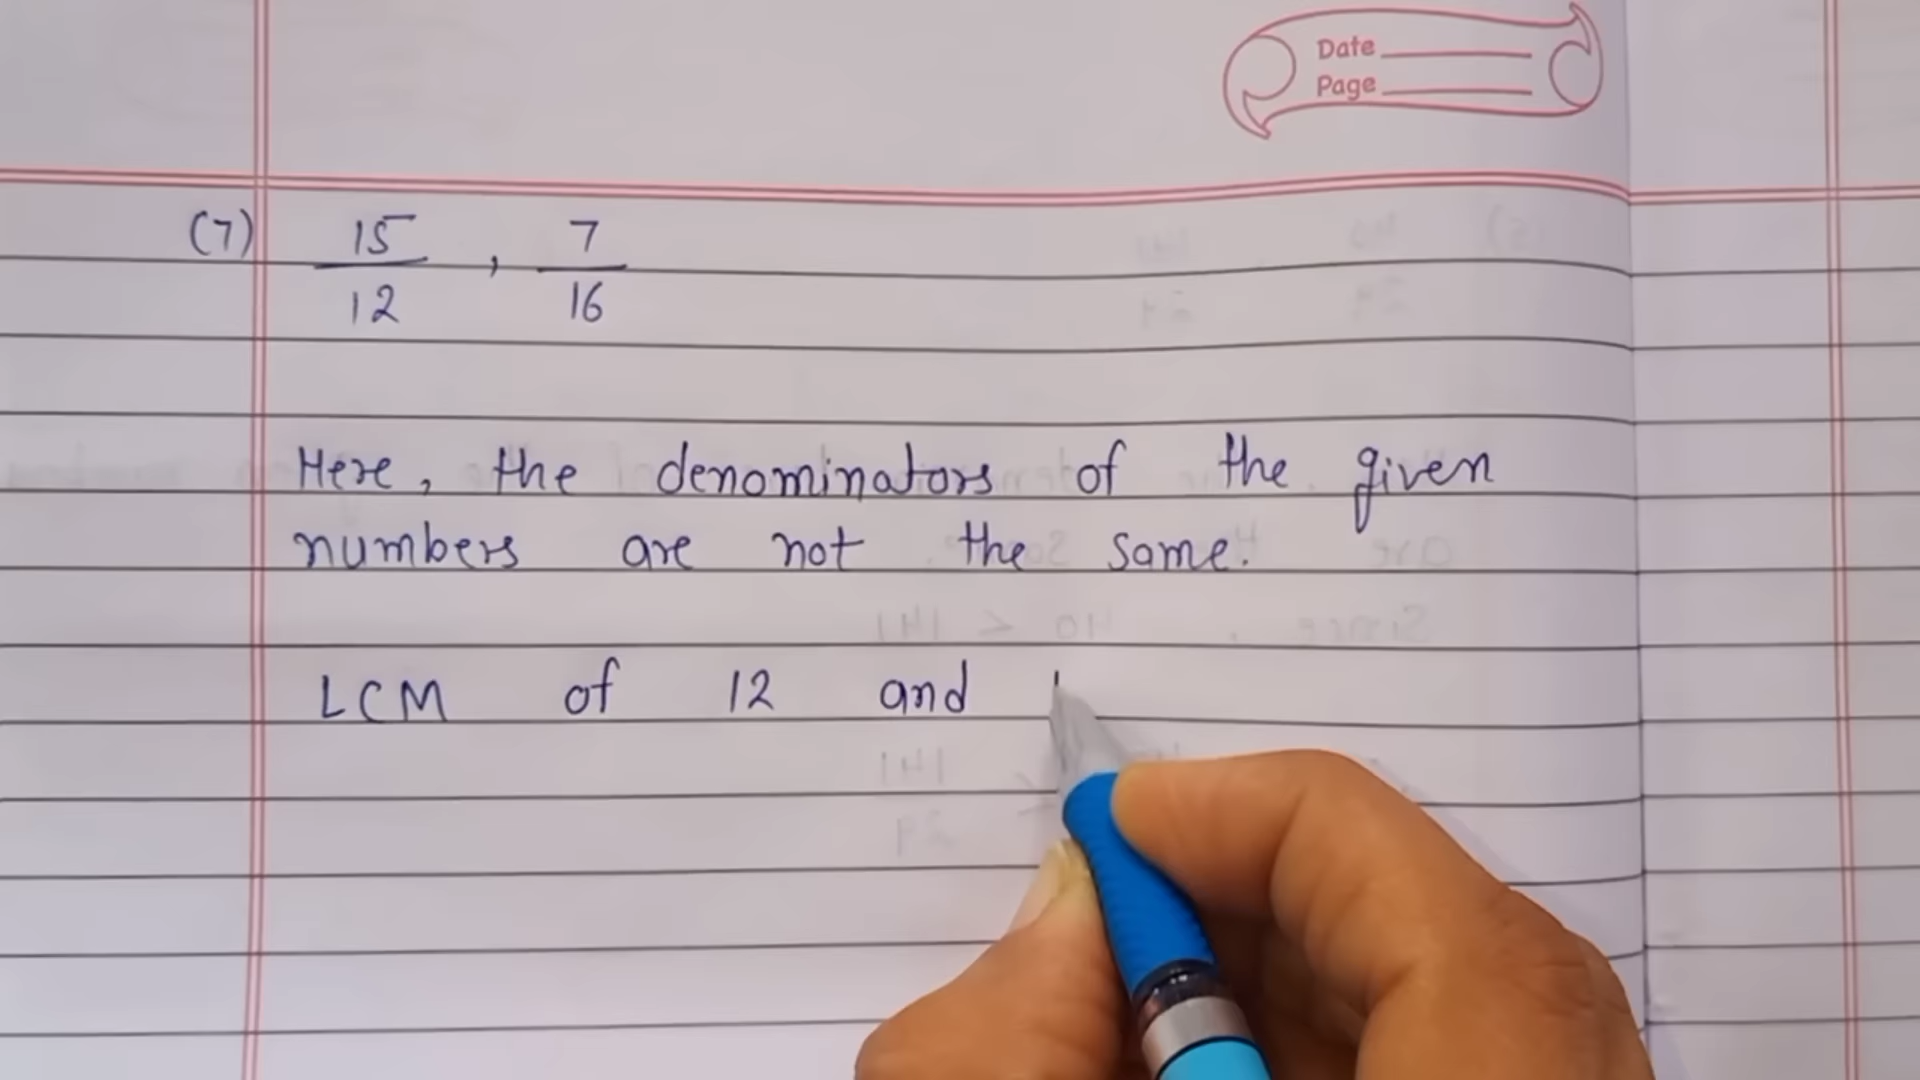 Date
Page
(7) 15/12 , 7/16
Here, the denominators of the given
numbers are not the same.
LCM of 12 and 1